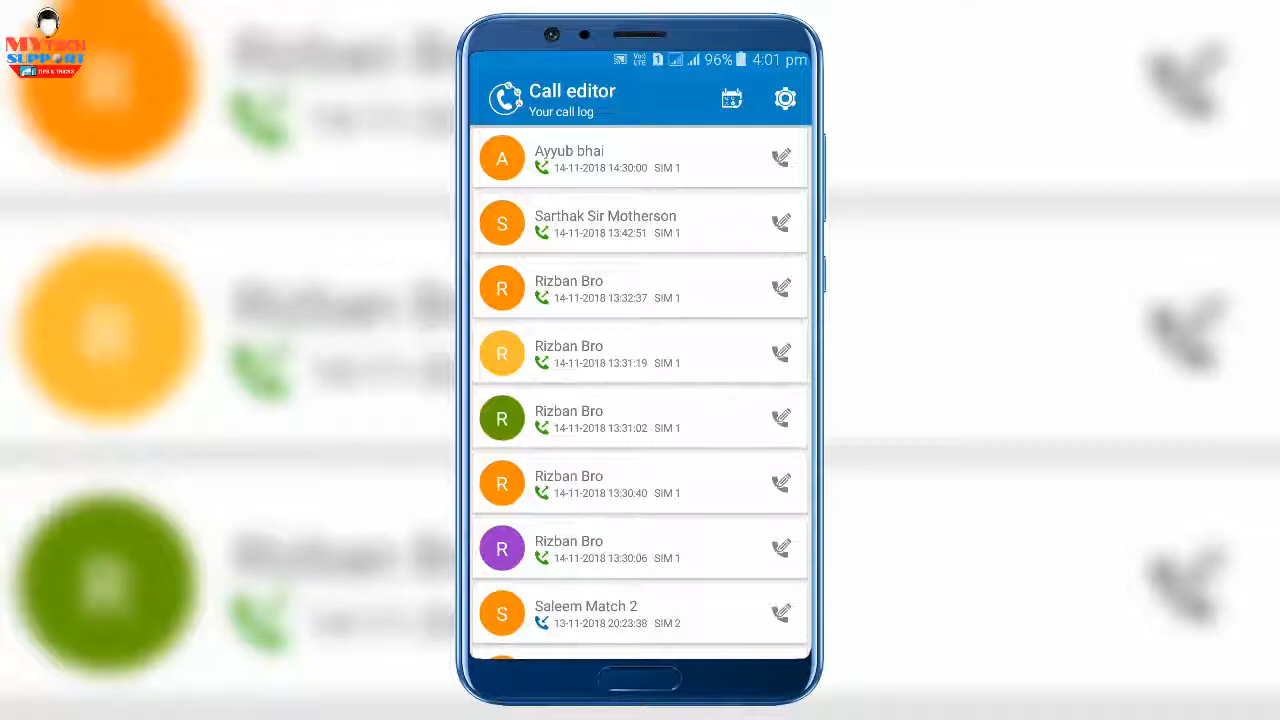 MY TECH
SUPPORT
TIPS & TRICKS
VoLTE 1 96% 4:01 pm
Call editor
Your call log
A
Ayyub bhai
14-11-2018 14:30:00 SIM 1
S
Sarthak Sir Motherson
14-11-2018 13:42:51 SIM 1
R
Rizban Bro
14-11-2018 13:32:37 SIM 1
R
Rizban Bro
14-11-2018 13:31:19 SIM 1
R
Rizban Bro
14-11-2018 13:31:02 SIM 1
R
Rizban Bro
14-11-2018 13:30:40 SIM 1
R
Rizban Bro
14-11-2018 13:30:06 SIM 1
S
Saleem Match 2
13-11-2018 20:23:38 SIM 2